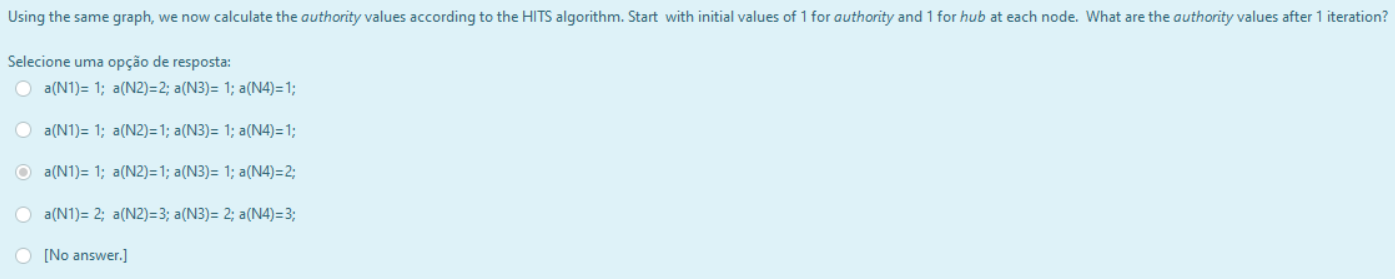 Using the same graph, we now calculate the authority values according to the HITS algorithm. Start with initial values of 1 for authority and 1 for hub at each node. What are the authority values after 1 iteration?
Selecione uma opção de resposta:
a(N1)= 1; a(N2)=2; a(N3)= 1; a(N4)=1;
a(N1)= 1; a(N2)=1; a(N3)= 1; a(N4)=1;
a(N1)= 1; a(N2)=1; a(N3)= 1; a(N4)=2;
a(N1)= 2; a(N2)=3; a(N3)= 2; a(N4)=3;
[No answer.]